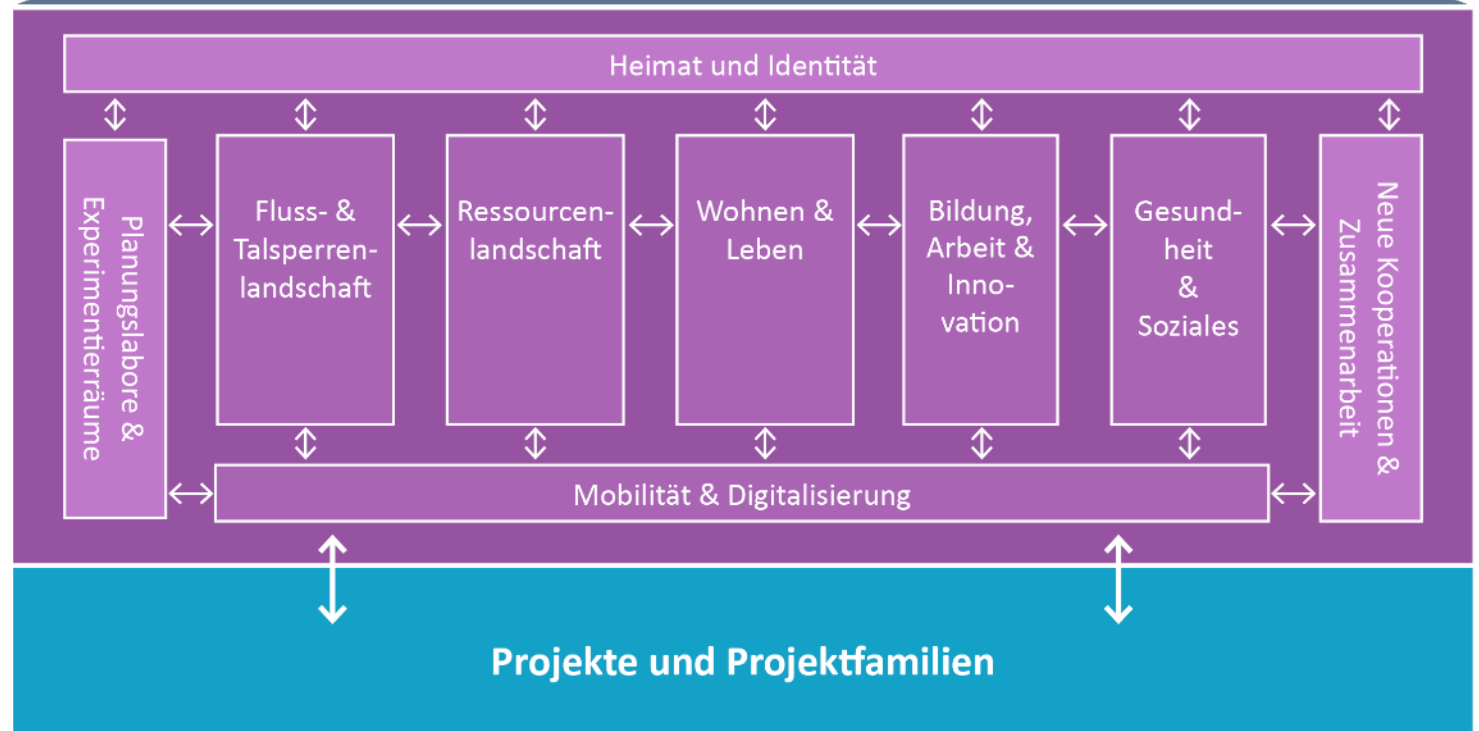 Heimat und Identität
Planungslabore &
Experimentierräume
Fluss- &
Talsperren-
landschaft
Ressourcen-
landschaft
Wohnen &
Leben
Bildung,
Arbeit &
Inno-
vation
Gesund-
heit
&
Soziales
Neue Kooperationen &
Zusammenarbeit
Mobilität & Digitalisierung
Projekte und Projektfamilien